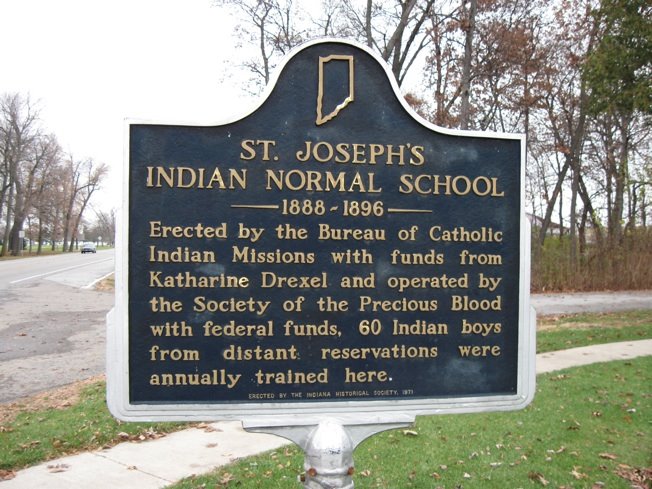 ST. JOSEPH'S
INDIAN NORMAL SCHOOL
1888-1896
Erected by the Bureau of Catholic
Indian Missions with funds from
Katharine Drexel and operated by
the Society of the Precious Blood
with federal funds, 60 Indian boys
from distant reservations were
annually trained here.
ERECTED BY THE INDIANA HISTORICAL SOCIETY, 1971